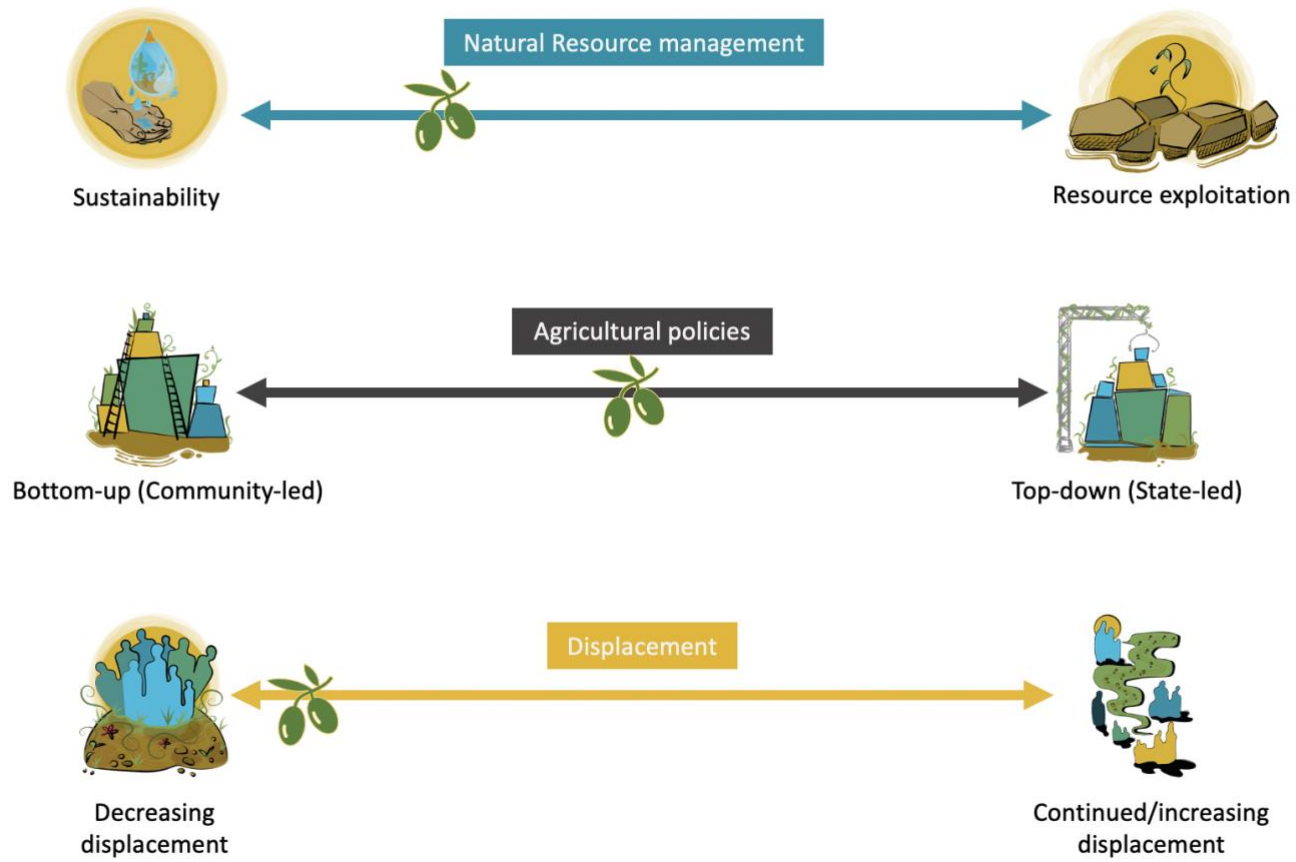 Natural Resource management
Sustainability
Resource exploitation
Agricultural policies
Bottom-up (Community-led)
Top-down (State-led)
Displacement
Decreasing
displacement
Continued/increasing
displacement